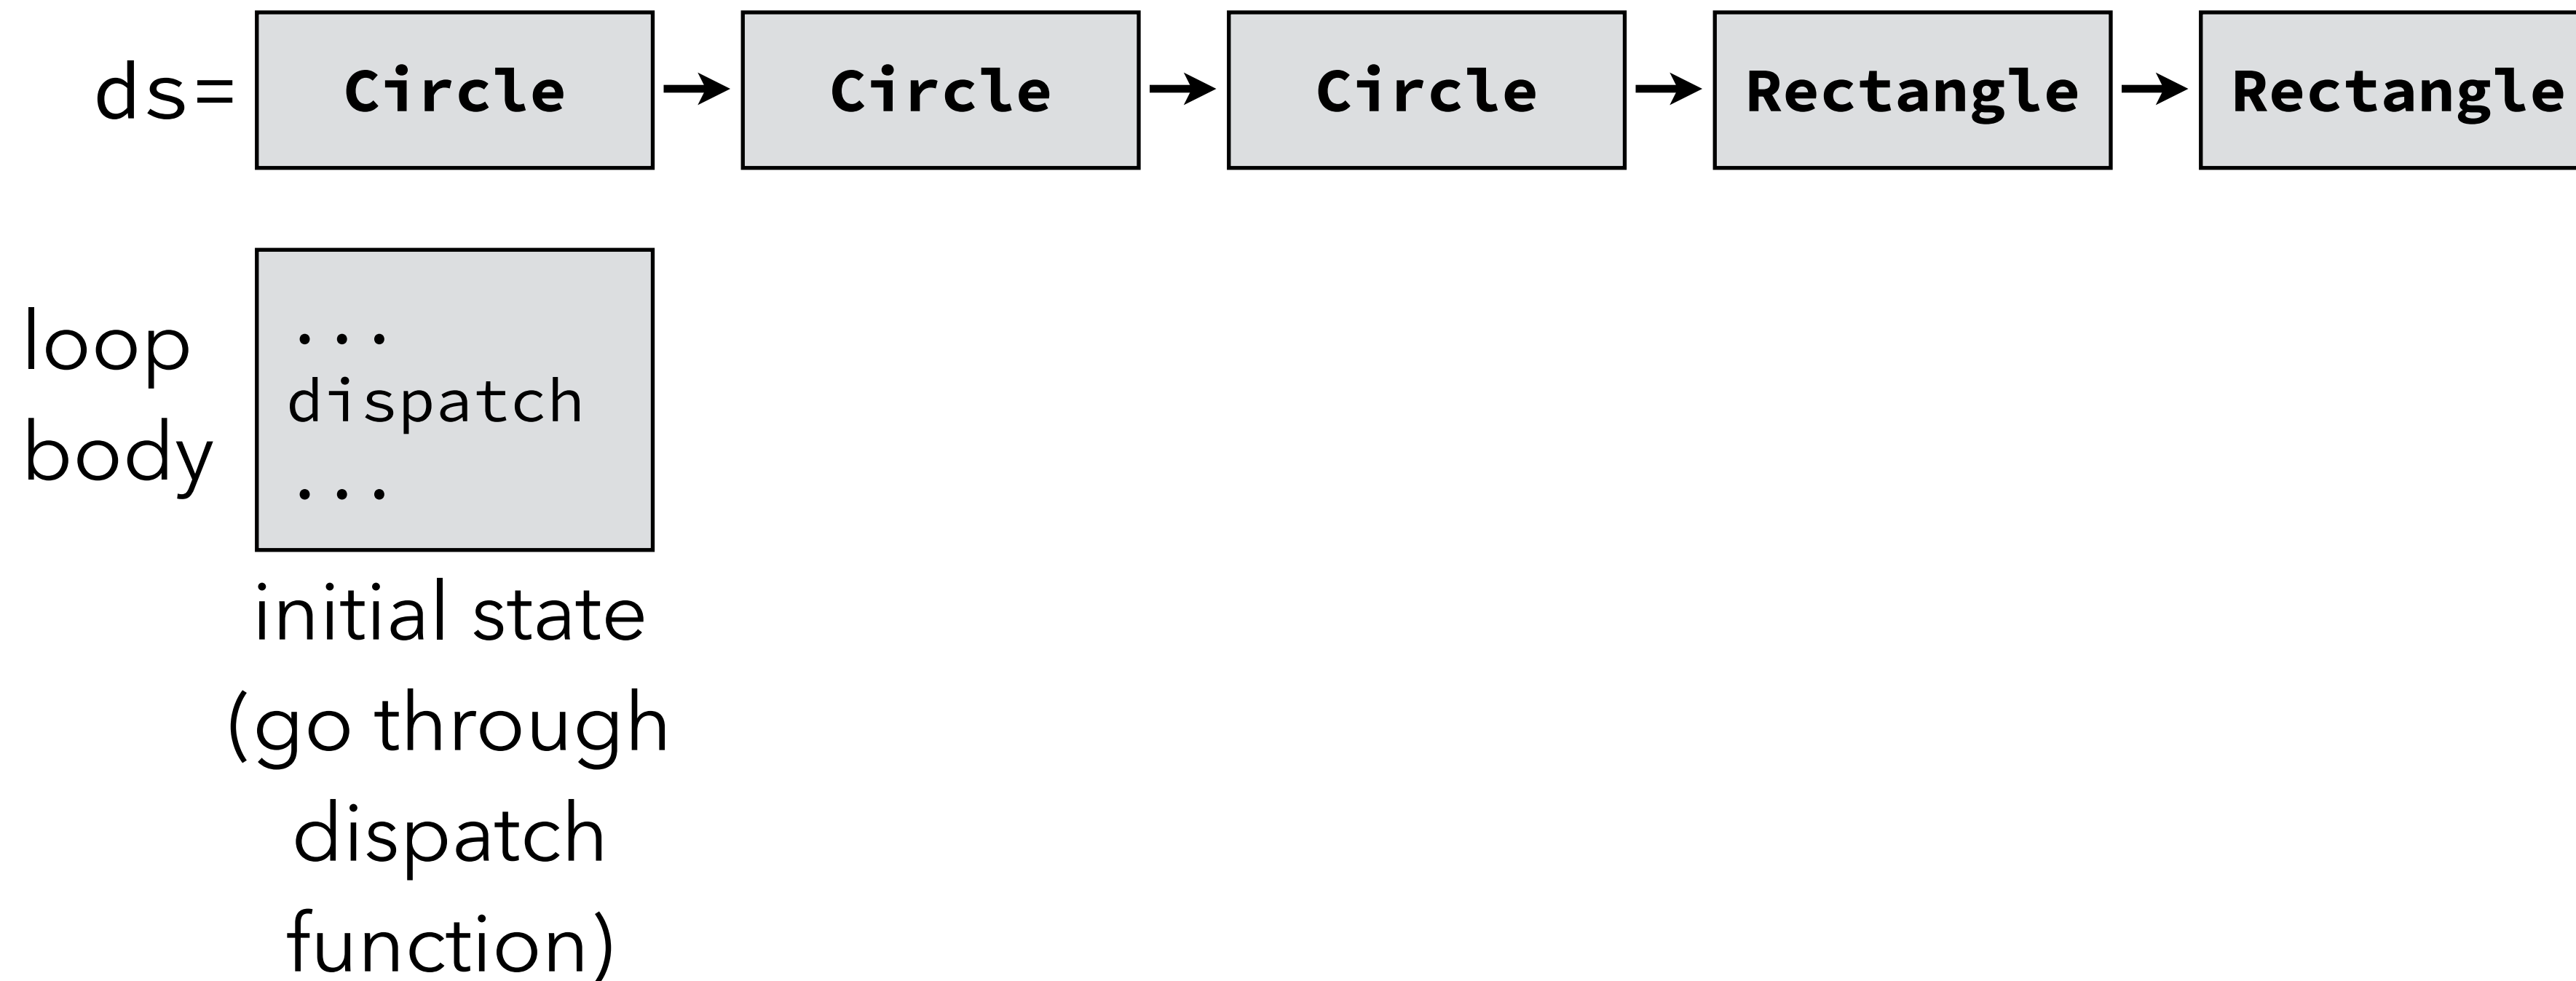 ds= Circle Circle Circle Rectangle Rectangle
loop
body
...
dispatch
...
initial state
(go through
dispatch
function)